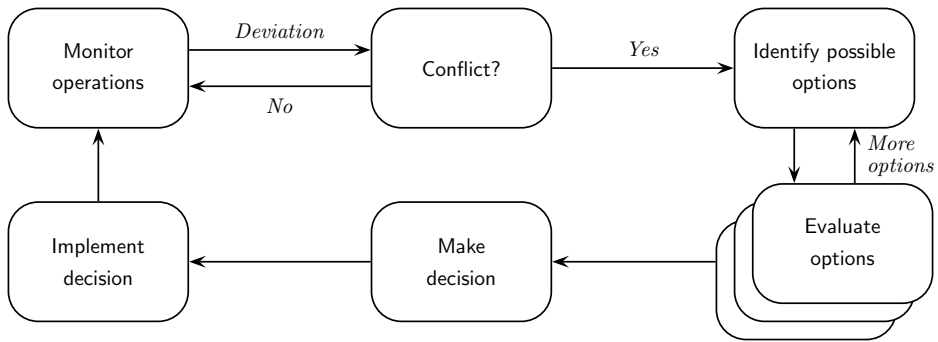 Monitor
operations
Deviation
No
Conflict?
Yes
Identify possible
options
More
options
Evaluate
options
Make
decision
Implement
decision